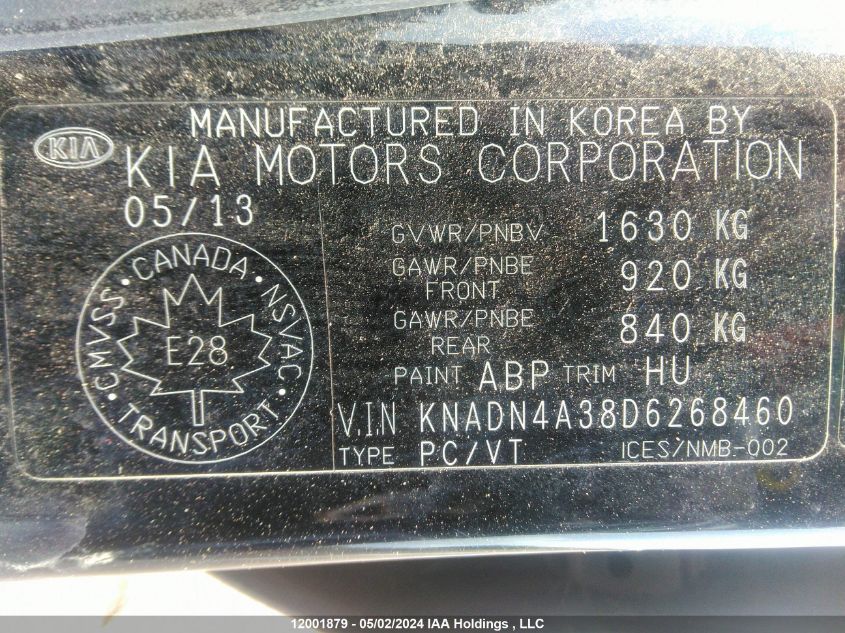 MANUFACTURED IN KOREA BY
KIA
KIA MOTORS CORPORATION
05/13
GVWR/PNBV 1630 KG
GAWR/PNBE FRONT 920 KG
GAWR/PNBE REAR 840 KG
PAINT ABP TRIM HU
V.I.N KNADN4A38D6268460
TYPE PC/VT ICES/NMB-002
CANADA
CMVSS NSVAC
E28
TRANSPORT
12001879 - 05/02/2024 IAA Holdings , LLC